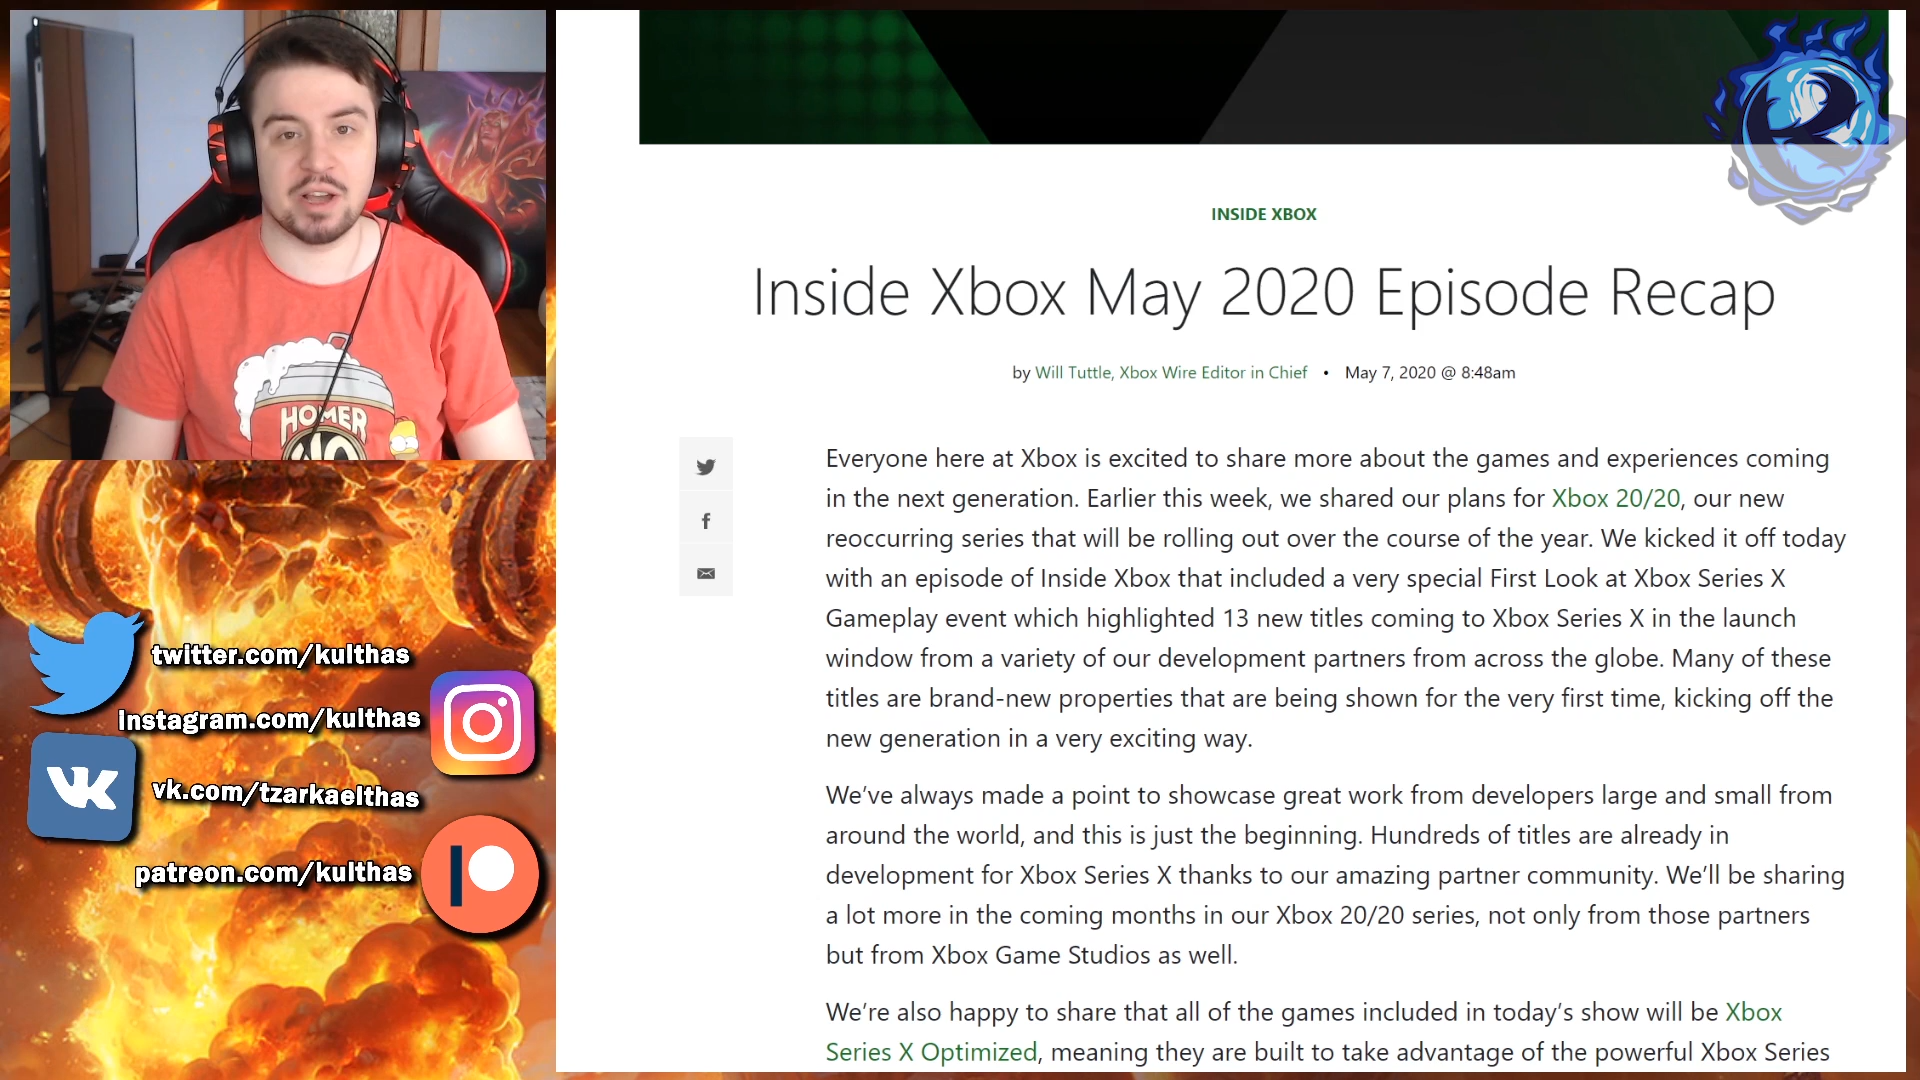 HOMER
twitter.com/kulthas
instagram.com/kulthas
vk.com/tzarkaelthas
patreon.com/kulthas
INSIDE XBOX
Inside Xbox May 2020 Episode Recap
by Will Tuttle, Xbox Wire Editor in Chief • May 7, 2020 @ 8:48am
Everyone here at Xbox is excited to share more about the games and experiences coming
in the next generation. Earlier this week, we shared our plans for Xbox 20/20, our new
reoccurring series that will be rolling out over the course of the year. We kicked it off today
with an episode of Inside Xbox that included a very special First Look at Xbox Series X
Gameplay event which highlighted 13 new titles coming to Xbox Series X in the launch
window from a variety of our development partners from across the globe. Many of these
titles are brand-new properties that are being shown for the very first time, kicking off the
new generation in a very exciting way.
We’ve always made a point to showcase great work from developers large and small from
around the world, and this is just the beginning. Hundreds of titles are already in
development for Xbox Series X thanks to our amazing partner community. We’ll be sharing
a lot more in the coming months in our Xbox 20/20 series, not only from those partners
but from Xbox Game Studios as well.
We’re also happy to share that all of the games included in today’s show will be Xbox
Series X Optimized, meaning they are built to take advantage of the powerful Xbox Series